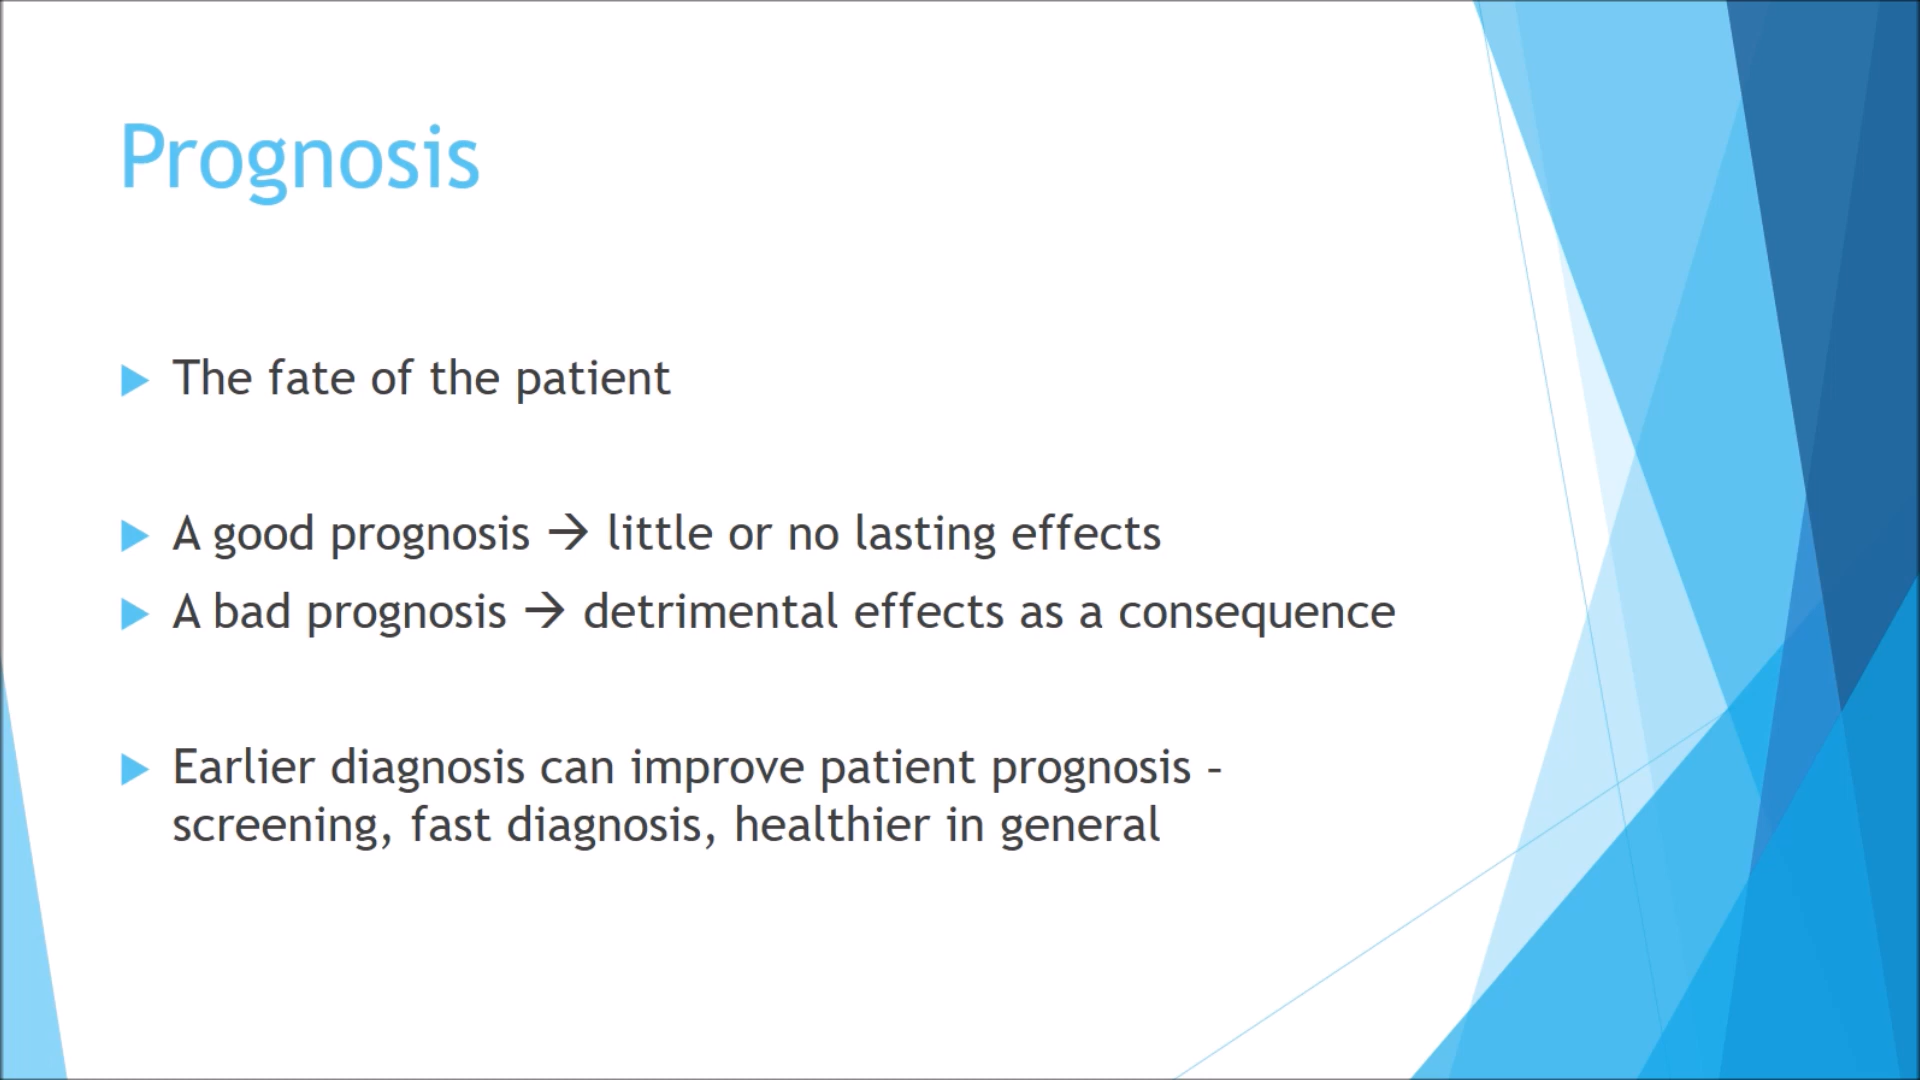 Prognosis
The fate of the patient
A good prognosis → little or no lasting effects
A bad prognosis → detrimental effects as a consequence
Earlier diagnosis can improve patient prognosis –
screening, fast diagnosis, healthier in general